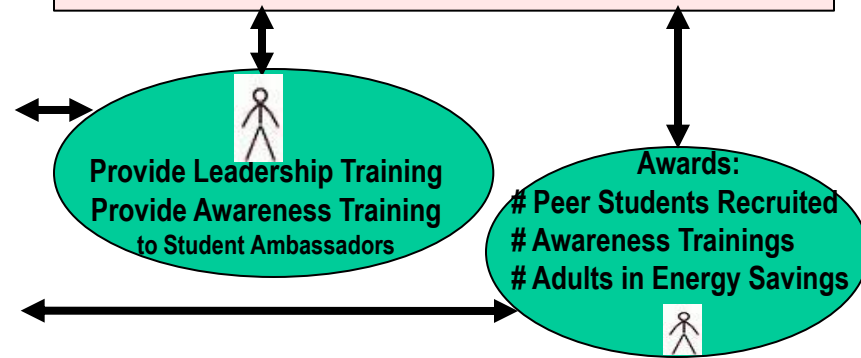 Provide Leadership Training
Provide Awareness Training
to Student Ambassadors
Awards:
# Peer Students Recruited
# Awareness Trainings
# Adults in Energy Savings